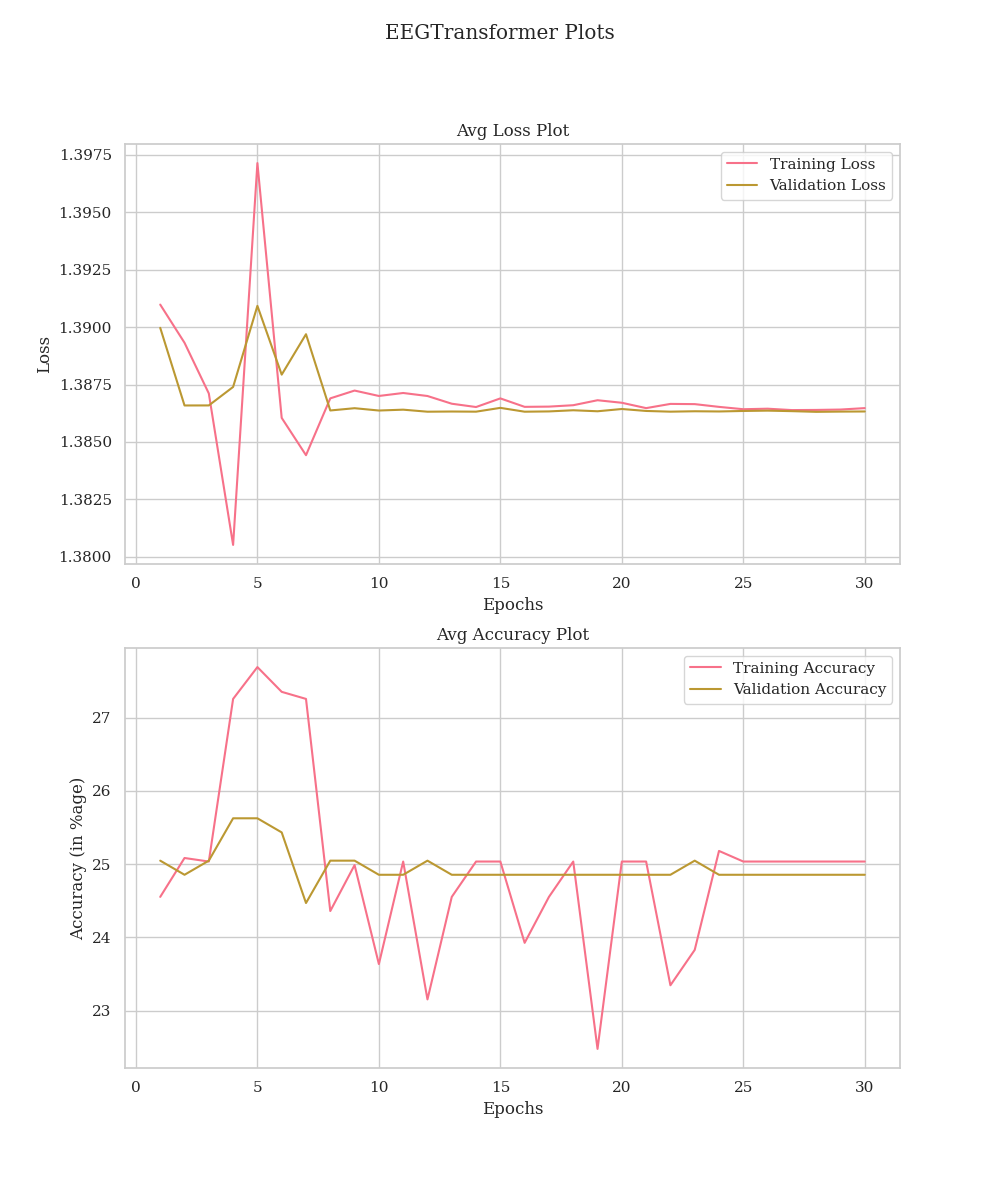 EEGTransformer Plots
Avg Loss Plot
1.3975
1.3950
1.3925
1.3900
1.3875
1.3850
1.3825
1.3800
Loss
Training Loss
Validation Loss
0 5 10 15 20 25 30
Epochs
Avg Accuracy Plot
27
26
25
24
23
Accuracy (in %age)
Training Accuracy
Validation Accuracy
0 5 10 15 20 25 30
Epochs